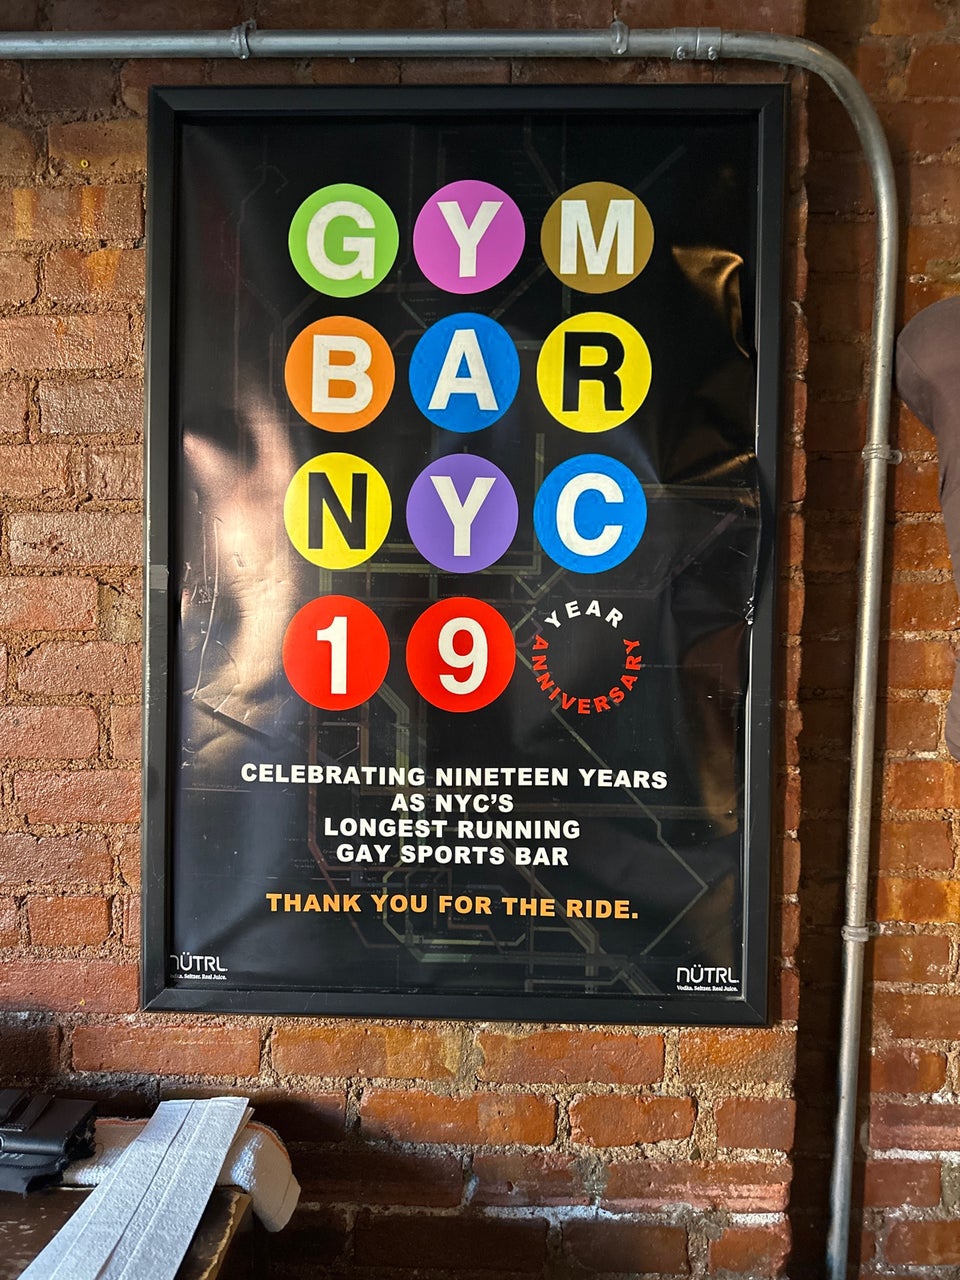 GYM
BAR
NYC
19 YEAR ANNIVERSARY
CELEBRATING NINETEEN YEARS
AS NYC'S
LONGEST RUNNING
GAY SPORTS BAR
THANK YOU FOR THE RIDE.
NÜTRL NÜTRL
Vodka. Seltzer. Real Juice. Vodka. Seltzer. Real Juice.